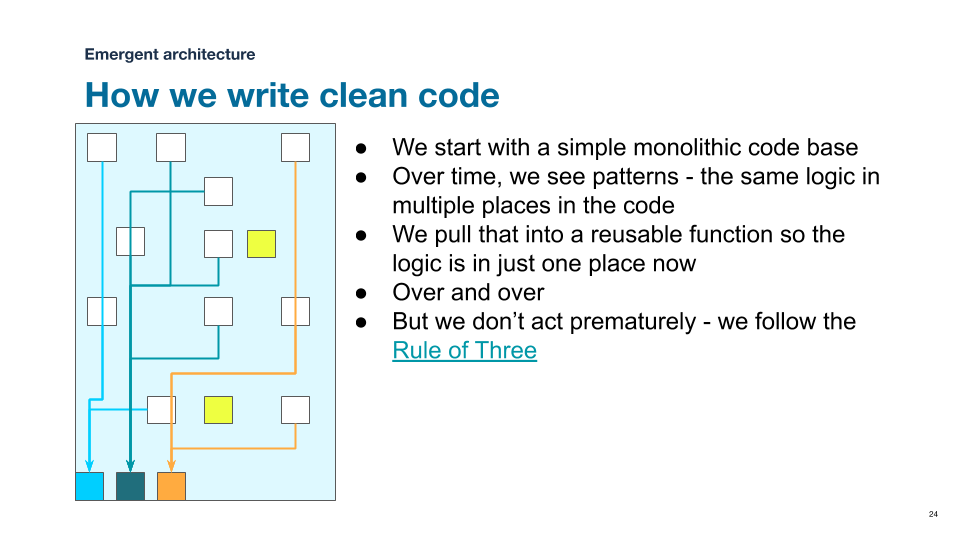 Emergent architecture
How we write clean code
● We start with a simple monolithic code base
● Over time, we see patterns - the same logic in
multiple places in the code
● We pull that into a reusable function so the
logic is in just one place now
● Over and over
● But we don’t act prematurely - we follow the
Rule of Three
24